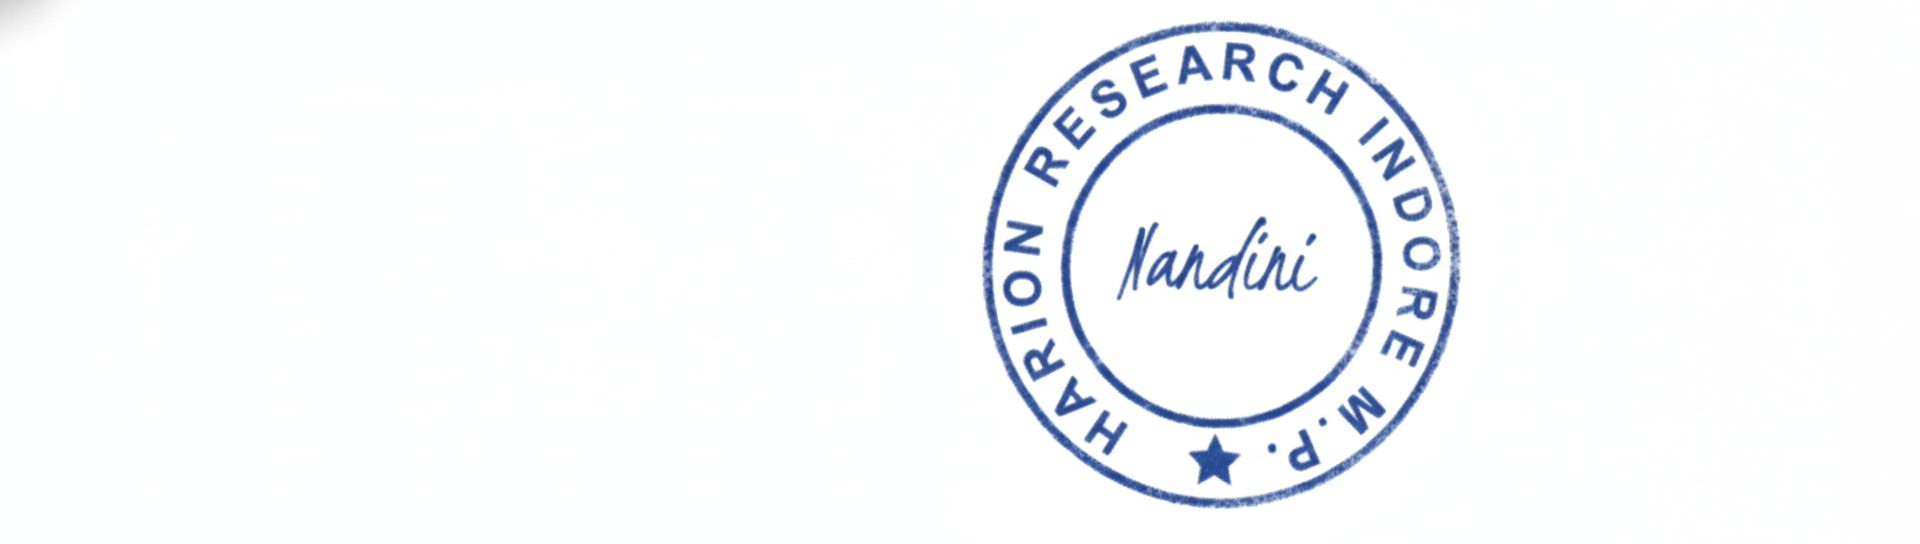 HARION RESEARCH INDORE M.P.
Nandini